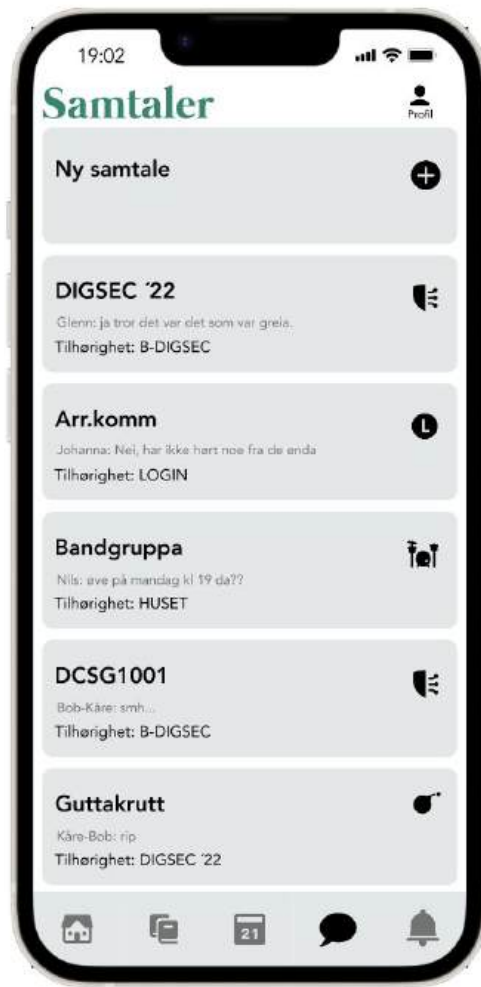 19:02
Samtaler
Profil
Ny samtale
DIGSEC ´22
Glenn: ja tror det var det som var greia.
Tilhørighet: B-DIGSEC
Arr.komm
L
Johanna: Nei, har ikke hørt noe fra de enda
Tilhørighet: LOGIN
Bandgruppa
Nils: øve på mandag kl 19 da??
Tilhørighet: HUSET
DCSG1001
Bob-Kåre: smh...
Tilhørighet: B-DIGSEC
Guttakrutt
Kåre-Bob: rip
Tilhørighet: DIGSEC ´22
21